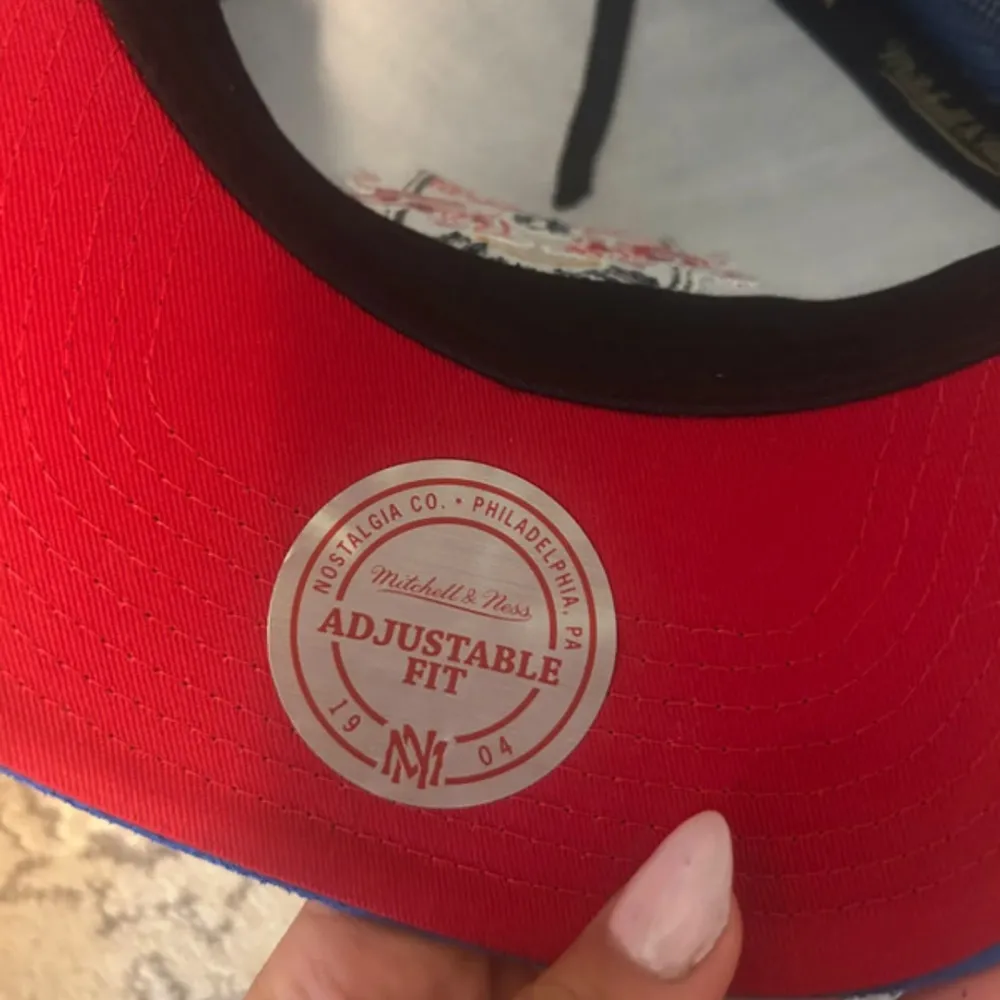 NOSTALGIA CO. • PHILADELPHIA, PA
Mitchell & Ness
ADJUSTABLE
FIT
19 04